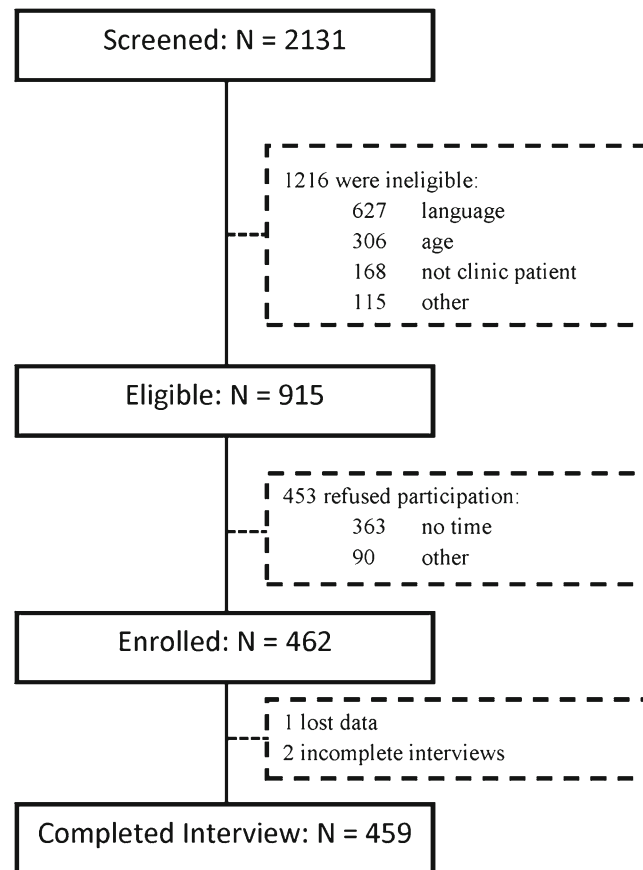 Screened: N = 2131
1216 were ineligible:
627 language
306 age
168 not clinic patient
115 other
Eligible: N = 915
453 refused participation:
363 no time
90 other
Enrolled: N = 462
1 lost data
2 incomplete interviews
Completed Interview: N = 459